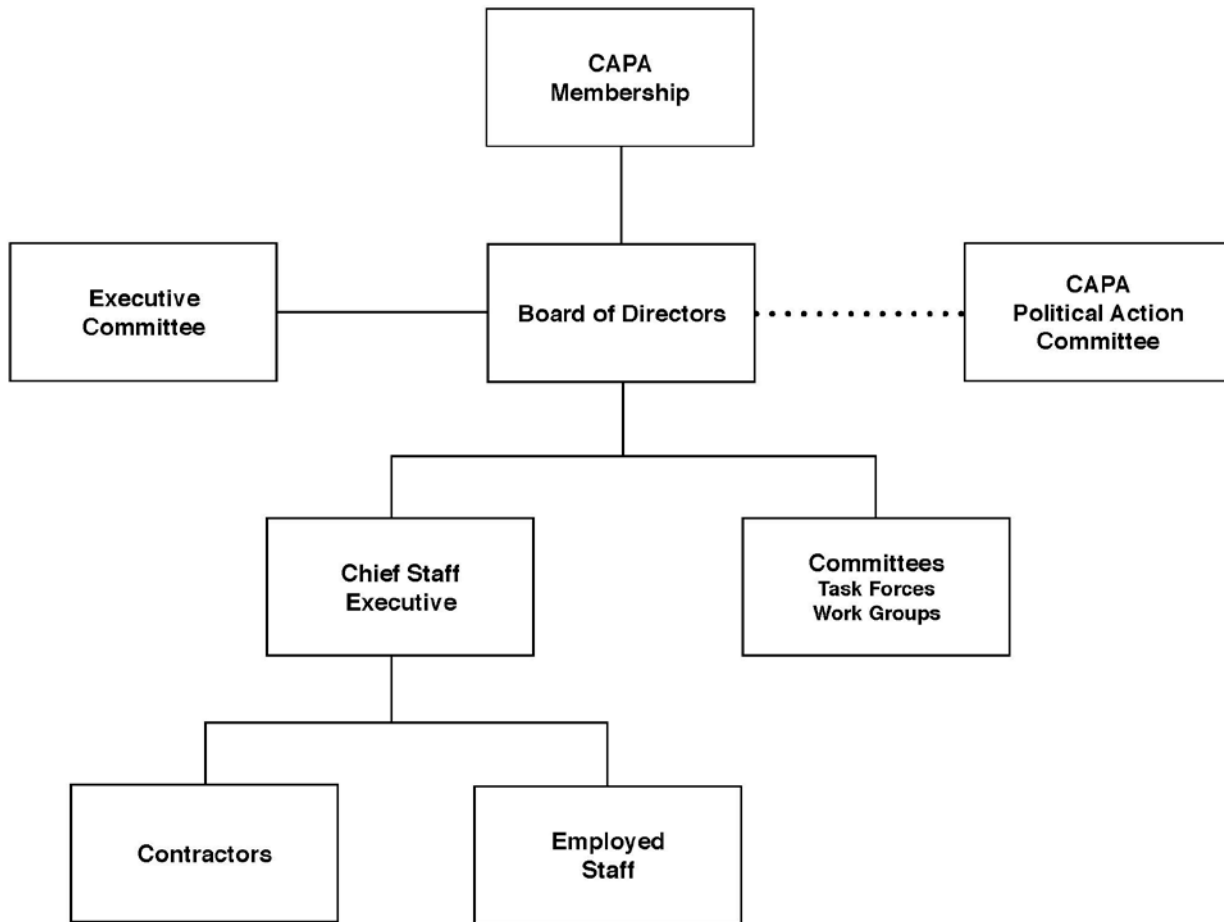 CAPA
Membership
Executive
Committee
Board of Directors
CAPA
Political Action
Committee
Chief Staff
Executive
Committees
Task Forces
Work Groups
Contractors
Employed
Staff